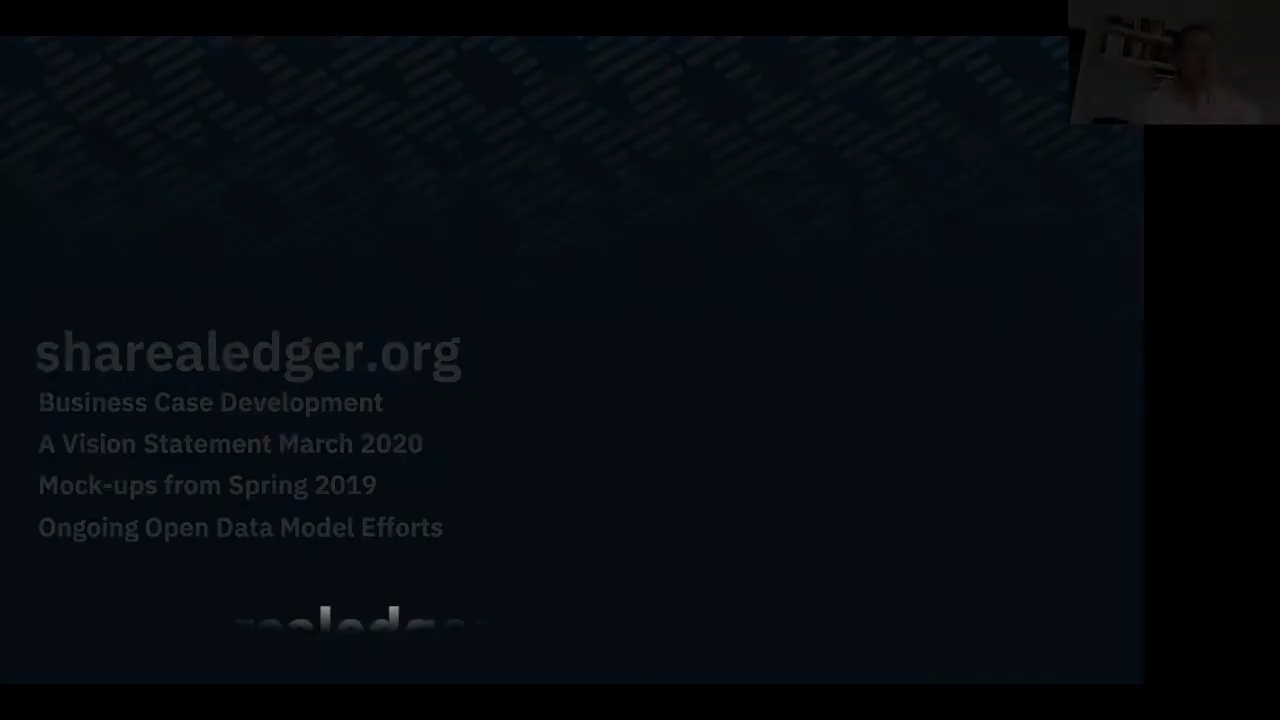 sharealedger.org
Business Case Development
A Vision Statement March 2020
Mock-ups from Spring 2019
Ongoing Open Data Model Efforts